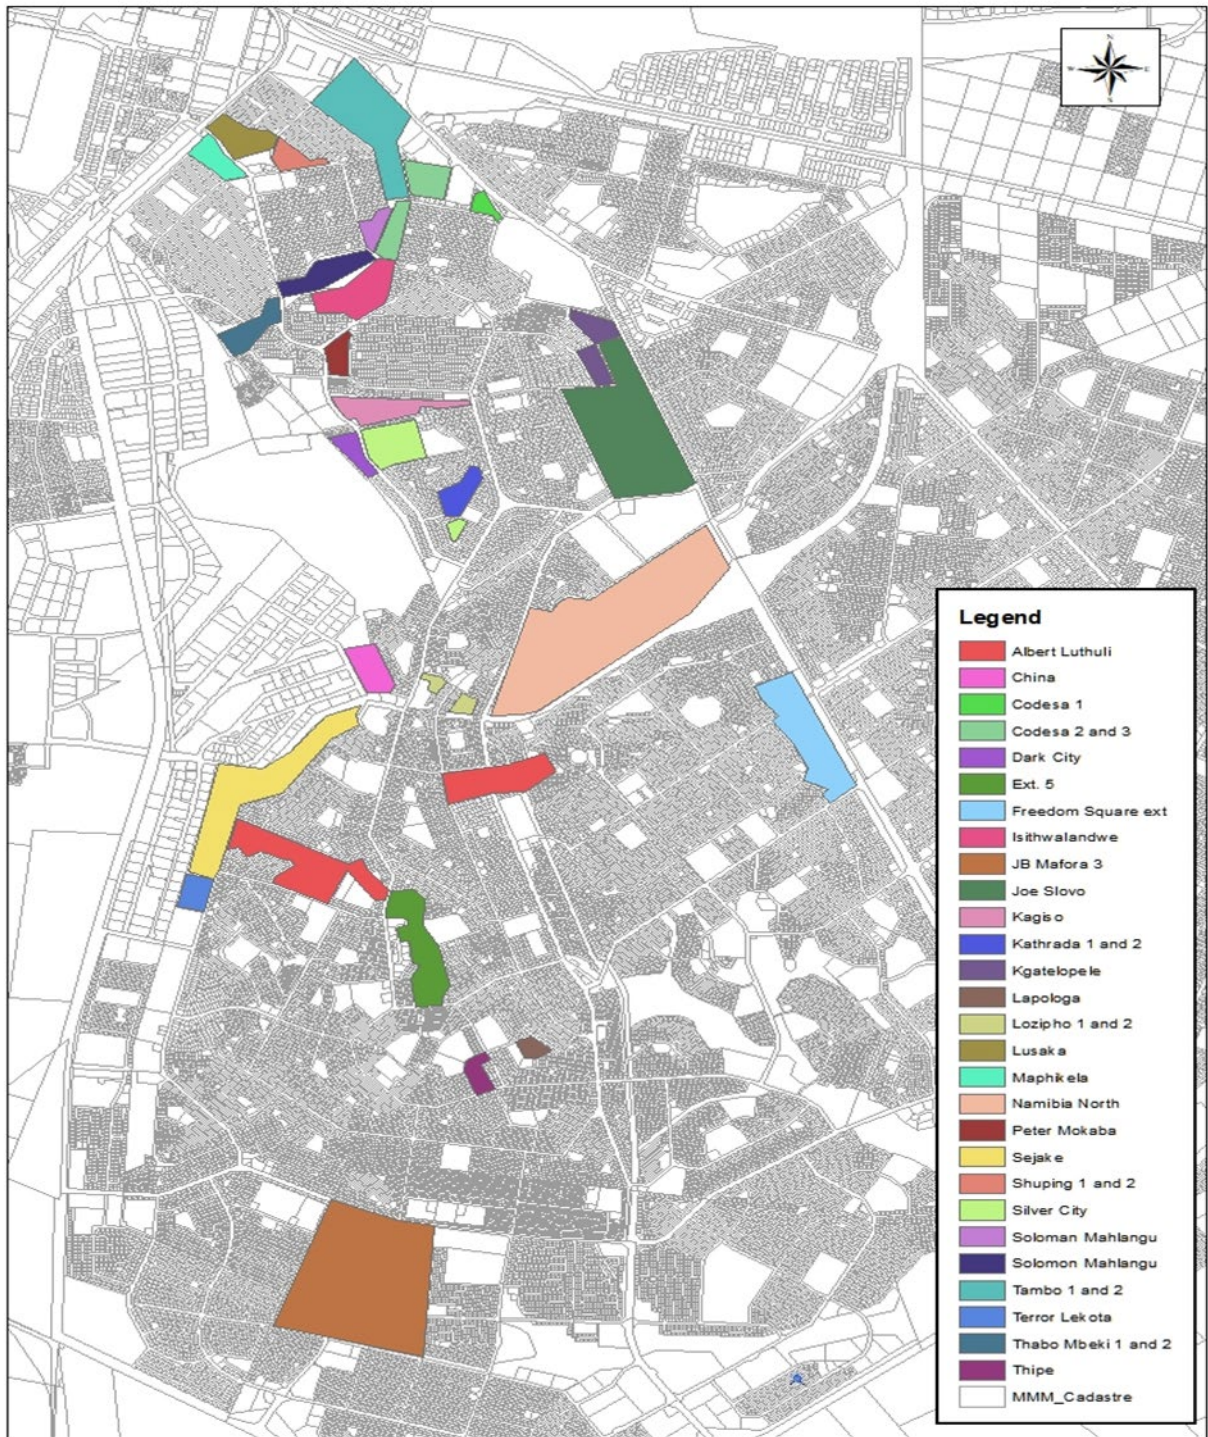 N
W
E
S
Legend
Albert Luthuli
China
Codesa 1
Codesa 2 and 3
Dark City
Ext. 5
Freedom Square ext
Isithwalandwe
JB Mafora 3
Joe Slovo
Kagiso
Kathrada 1 and 2
Kgatelopele
Lapologa
Lozipho 1 and 2
Lusaka
Maphikela
Namibia North
Peter Mokaba
Sejake
Shuping 1 and 2
Silver City
Soloman Mahlangu
Solomon Mahlangu
Tambo 1 and 2
Terror Lekota
Thabo Mbeki 1 and 2
Thipe
MMM_Cadastre